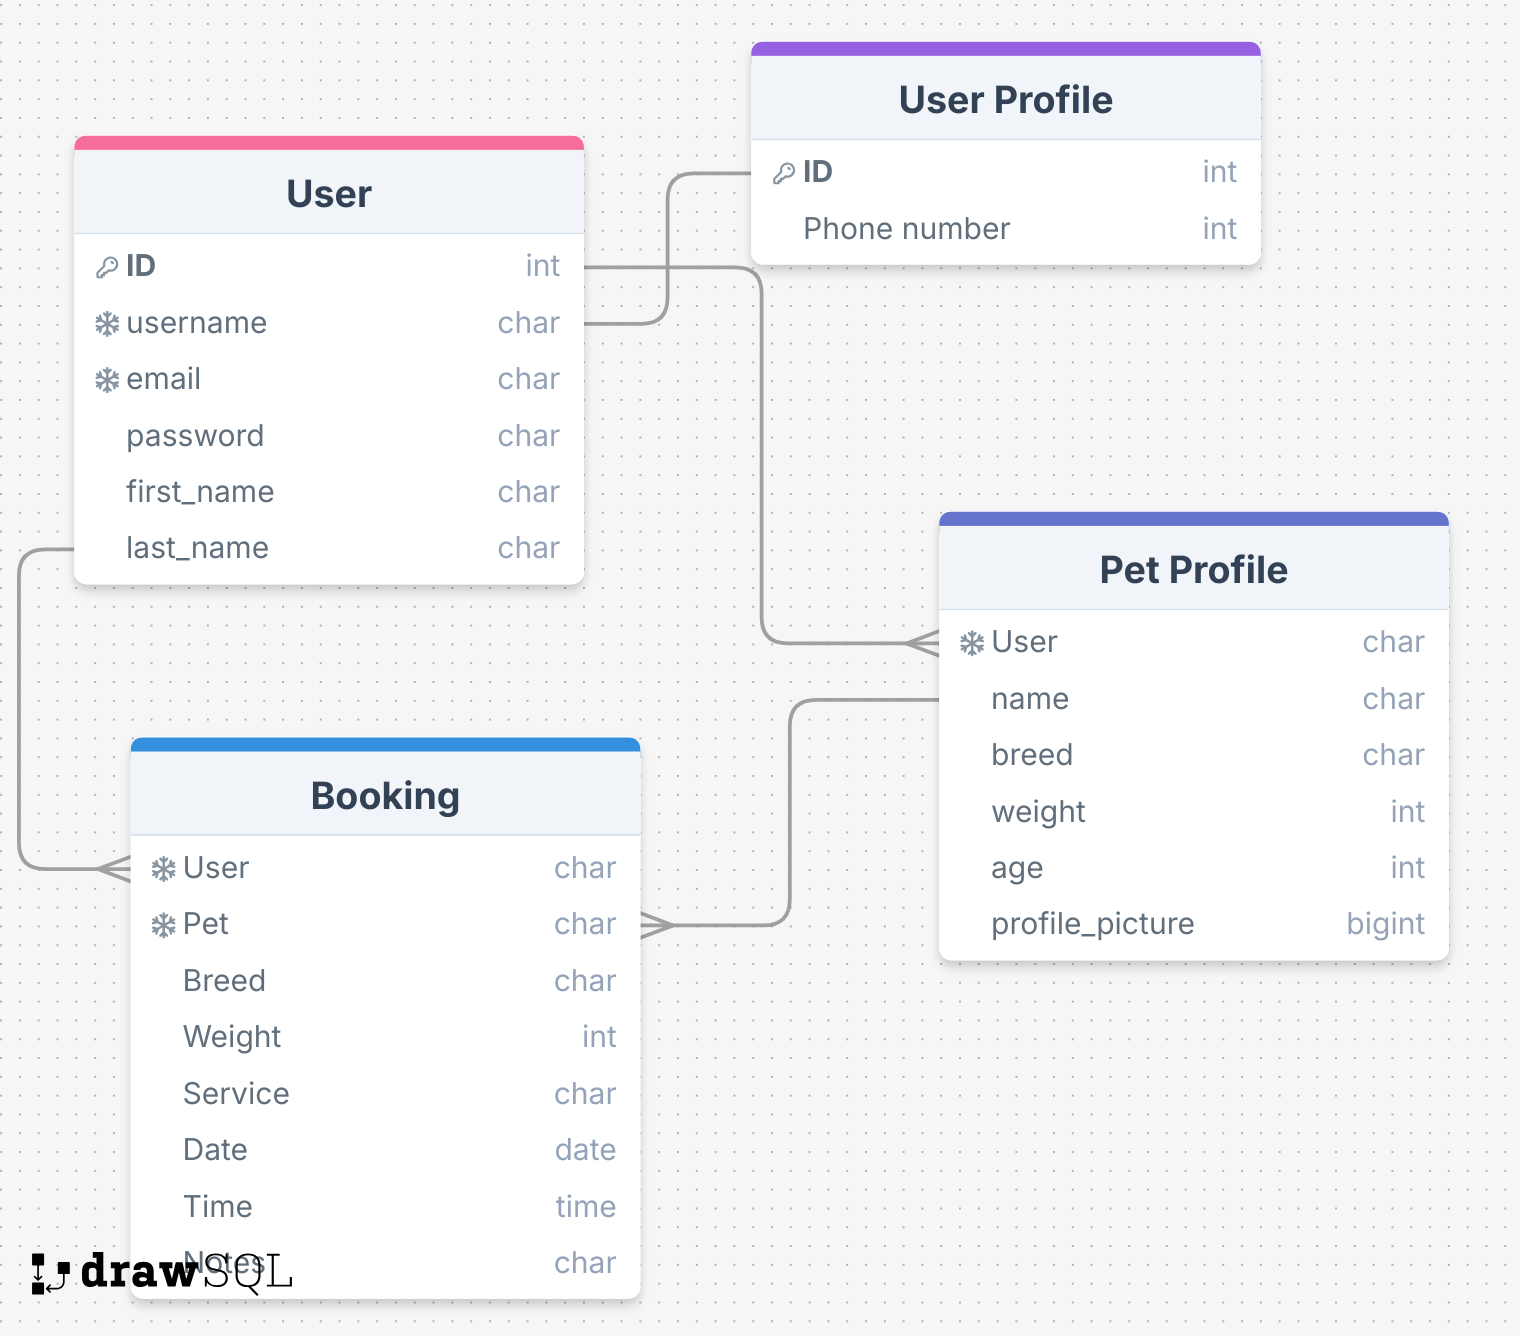 User Profile
ID int
Phone number int
User
ID int
username char
email char
password char
first_name char
last_name char
Pet Profile
User char
name char
breed char
weight int
age int
profile_picture bigint
Booking
User char
Pet char
Breed char
Weight int
Service char
Date date
Time time
Notes char
drawSQL